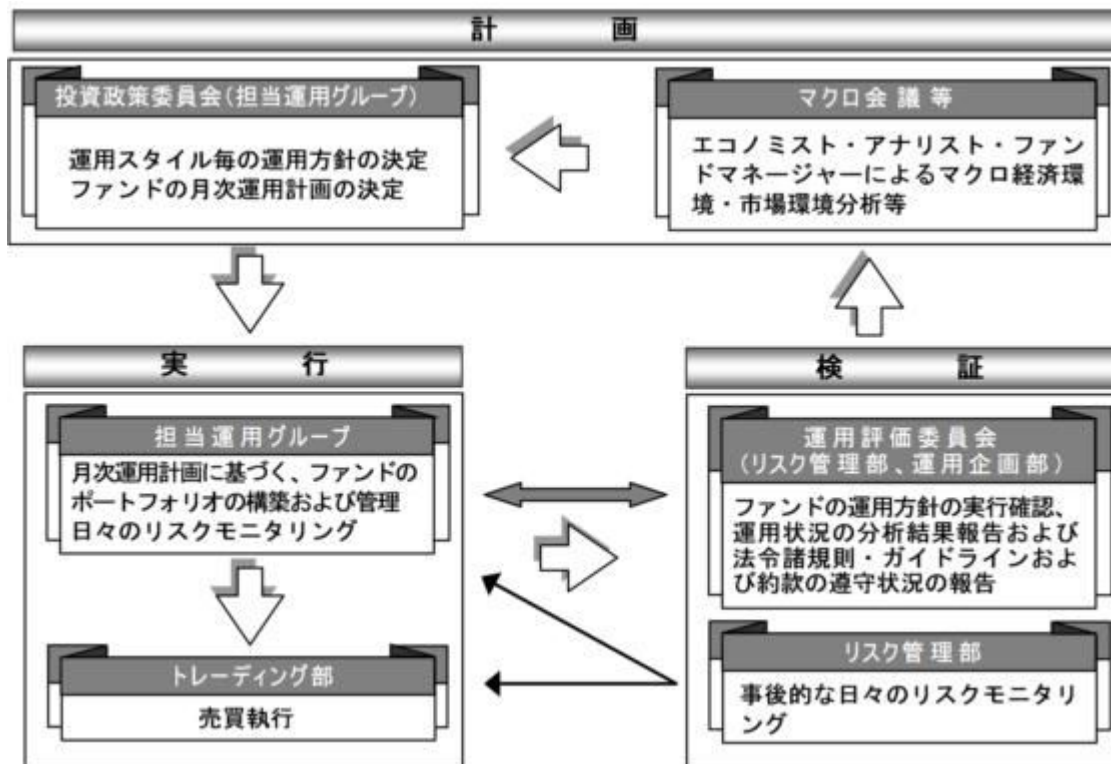 計画
投資政策委員会(担当運用グループ)
運用スタイル毎の運用方針の決定
ファンドの月次運用計画の決定
マクロ会議等
エコノミスト・アナリスト・ファン
ドマネージャーによるマクロ経済環
境・市場環境分析等
実行
担当運用グループ
月次運用計画に基づく、ファンドの
ポートフォリオの構築および管理
日々のリスクモニタリング
トレーディング部
売買執行
検証
運用評価委員会
(リスク管理部、運用企画部)
ファンドの運用方針の実行確認、
運用状況の分析結果報告および
法令諸規則・ガイドラインおよ
び約款の遵守状況の報告
リスク管理部
事後的な日々のリスクモニタリ
ング